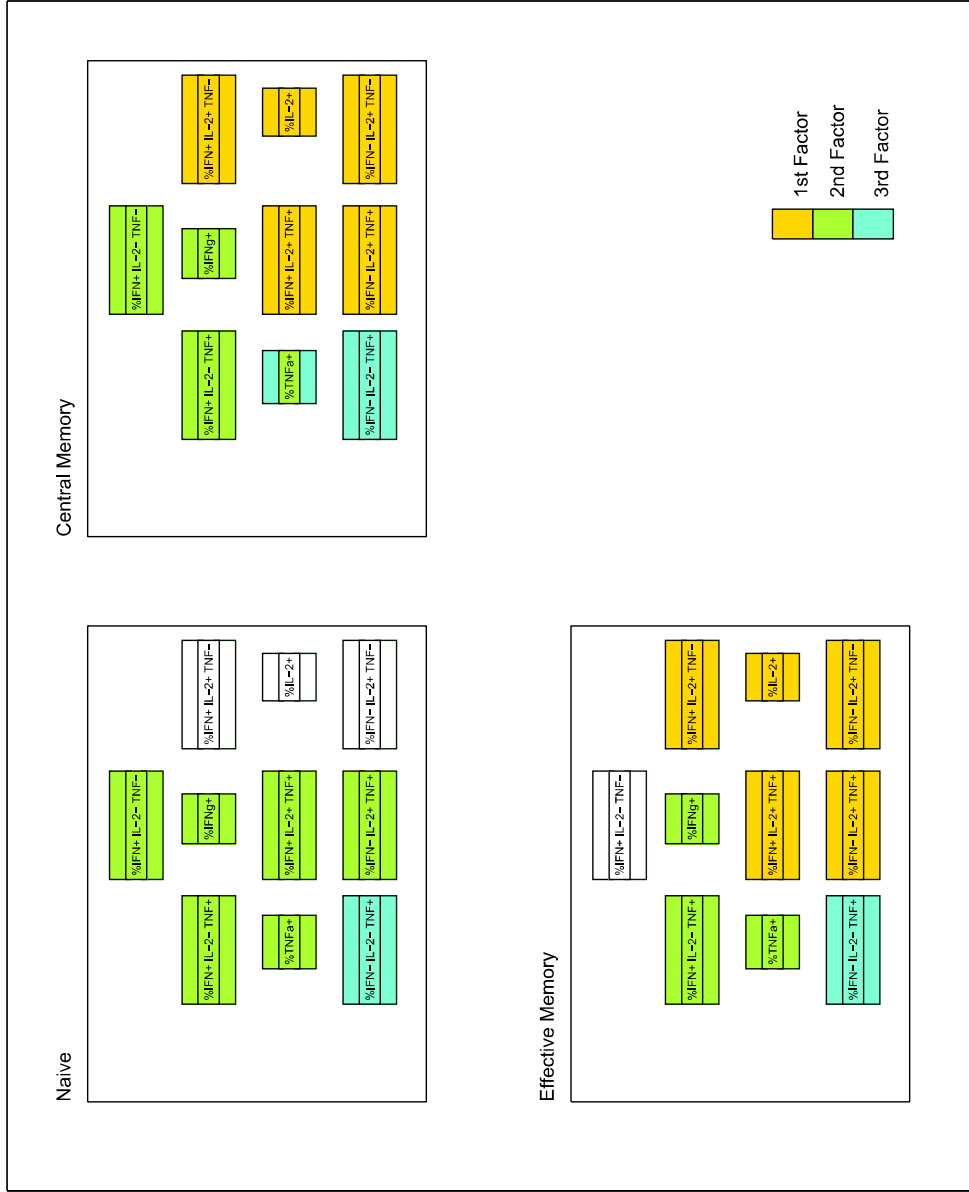 Naive
%IFN+ IL-2- TNF-
%IFN+ IL-2- TNF+
%IFNg+
%IFN+ IL-2+ TNF-
%TNFa+
%IFN+ IL-2+ TNF+
%IL-2+
%IFN- IL-2- TNF+
%IFN- IL-2+ TNF+
%IFN- IL-2+ TNF-
Central Memory
%IFN+ IL-2- TNF-
%IFN+ IL-2- TNF+
%IFNg+
%IFN+ IL-2+ TNF-
%TNFa+
%IFN+ IL-2+ TNF+
%IL-2+
%IFN- IL-2- TNF+
%IFN- IL-2+ TNF+
%IFN- IL-2+ TNF-
Effective Memory
%IFN+ IL-2- TNF-
%IFN+ IL-2- TNF+
%IFNg+
%IFN+ IL-2+ TNF-
%TNFa+
%IFN+ IL-2+ TNF+
%IL-2+
%IFN- IL-2- TNF+
%IFN- IL-2+ TNF+
%IFN- IL-2+ TNF-
1st Factor
2nd Factor
3rd Factor